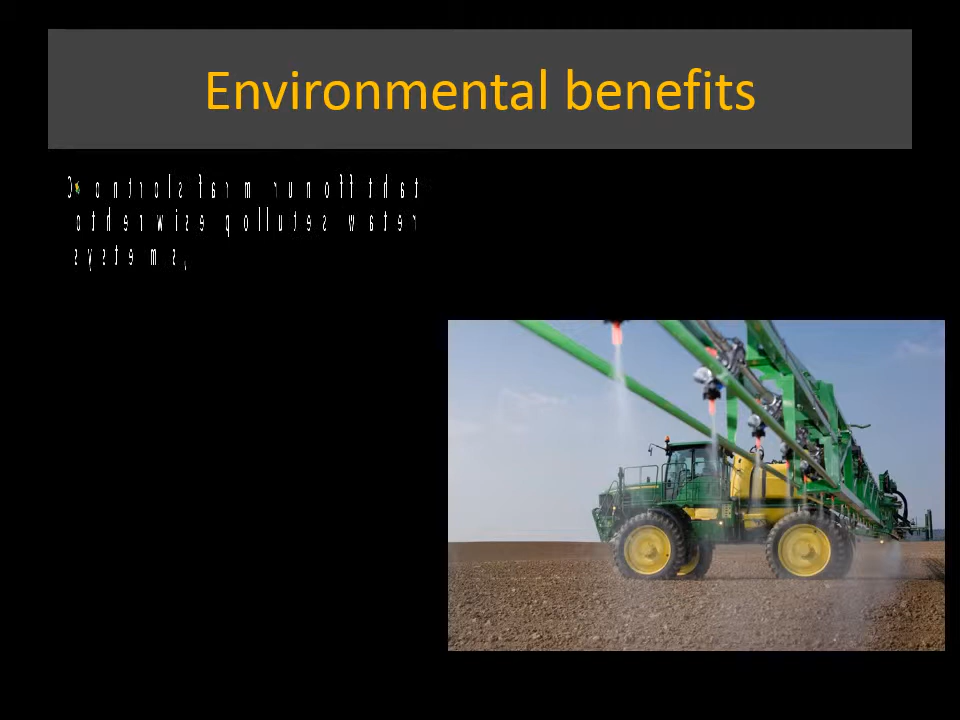 Environmental benefits
Controls farm runoff that
otherwise pollutes water
systems,